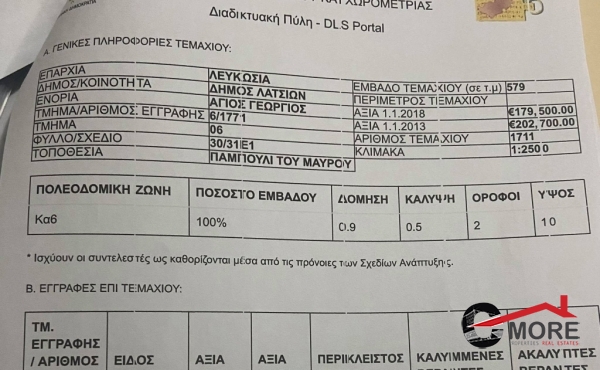 ΚΑΙ ΧΩΡΟΜΕΤΡΙΑΣ
Διαδικτυακή Πύλη - DLS Portal
Α. ΓΕΝΙΚΕΣ ΠΛΗΡΟΦΟΡΙΕΣ ΤΕΜΑΧΙΟΥ:
ΕΠΑΡΧΙΑ ΛΕΥΚΩΣΙΑ ΕΜΒΑΔΟ ΤΕΜΑΧΙΟΥ (σε τ.μ) 579
ΔΗΜΟΣ/ΚΟΙΝΟΤΗΤΑ ΔΗΜΟΣ ΛΑΤΣΙΩΝ ΠΕΡΙΜΕΤΡΟΣ ΤΕΜΑΧΙΟΥ
ΕΝΟΡΙΑ ΑΓΙΟΣ ΓΕΩΡΓΙΟΣ ΑΞΙΑ 1.1.2018 €179,500.00
ΤΜΗΜΑ/ΑΡΙΘΜΟΣ ΕΓΓΡΑΦΗΣ 6/1771 ΑΞΙΑ 1.1.2013 €202,700.00
ΤΜΗΜΑ 06 ΑΡΙΘΜΟΣ ΤΕΜΑΧΙΟΥ 1711
ΦΥΛΛΟ/ΣΧΕΔΙΟ 30/31E1 ΚΛΙΜΑΚΑ 1:2500
ΤΟΠΟΘΕΣΙΑ ΠΑΜΠΟΥΛΙ ΤΟΥ ΜΑΥΡΟΥ
ΠΟΛΕΟΔΟΜΙΚΗ ΖΩΝΗ ΠΟΣΟΣΤΟ ΕΜΒΑΔΟΥ ΔΟΜΗΣΗ ΚΑΛΥΨΗ ΟΡΟΦΟΙ ΥΨΟΣ
Κα6 100% 0.9 0.5 2 10
* Ισχύουν οι συντελεστές ως καθορίζονται μέσα από τις πρόνοιες των Σχεδίων Ανάπτυξης.
Β. ΕΓΓΡΑΦΕΣ ΕΠΙ ΤΕΜΑΧΙΟΥ:
ΤΜ.
ΕΓΓΡΑΦΗΣ
/ ΑΡΙΘΜΟΣ ΕΙΔΟΣ ΑΞΙΑ ΑΞΙΑ ΠΕΡΙΚΛΕΙΣΤΟΣ ΚΑΛΥΜΜΕΝΕΣ ΑΚΑΛΥΠΤΕΣ
MORE